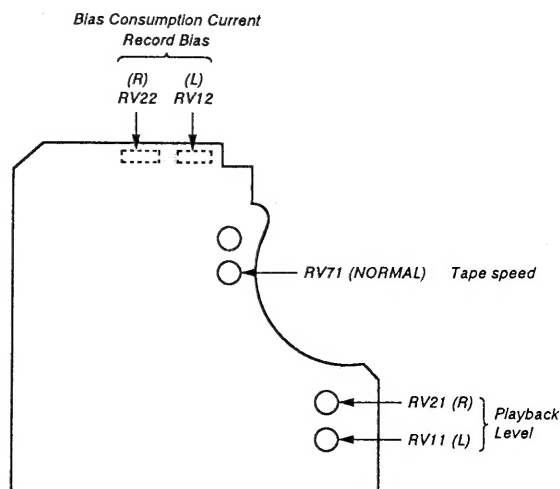 Bias Consumption Current
Record Bias
(R) (L)
RV22 RV12
RV71 (NORMAL) Tape speed
RV21 (R)
Playback
Level
RV11 (L)